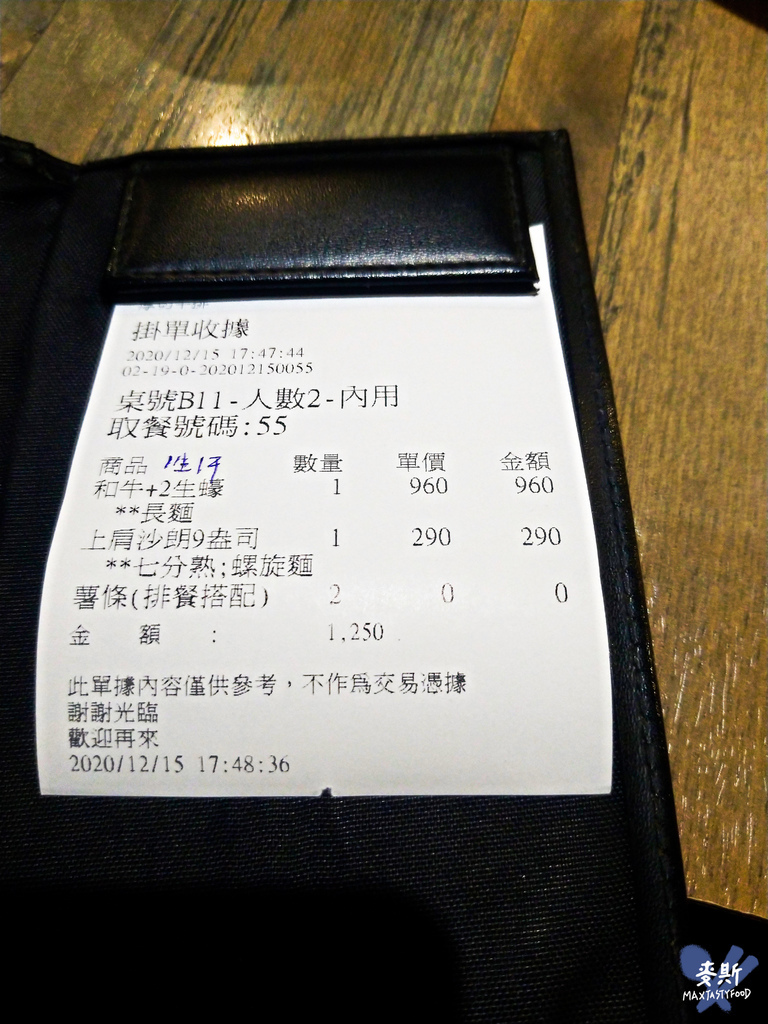 掛單收據
2020/12/15 17:47:44
02-19-0-202012150055
桌號B11-人數2-內用
取餐號碼:55
商品 數量 單價 金額
和牛+2生蠔 1 960 960
**長麵
上肩沙朗9盎司 1 290 290
**七分熟;螺旋麵
薯條(排餐搭配) 2 0 0
金 額 : 1,250
此單據內容僅供參考，不作為交易憑據
謝謝光臨
歡迎再來
2020/12/15 17:48:36
麥斯
MAXTASTYFOOD